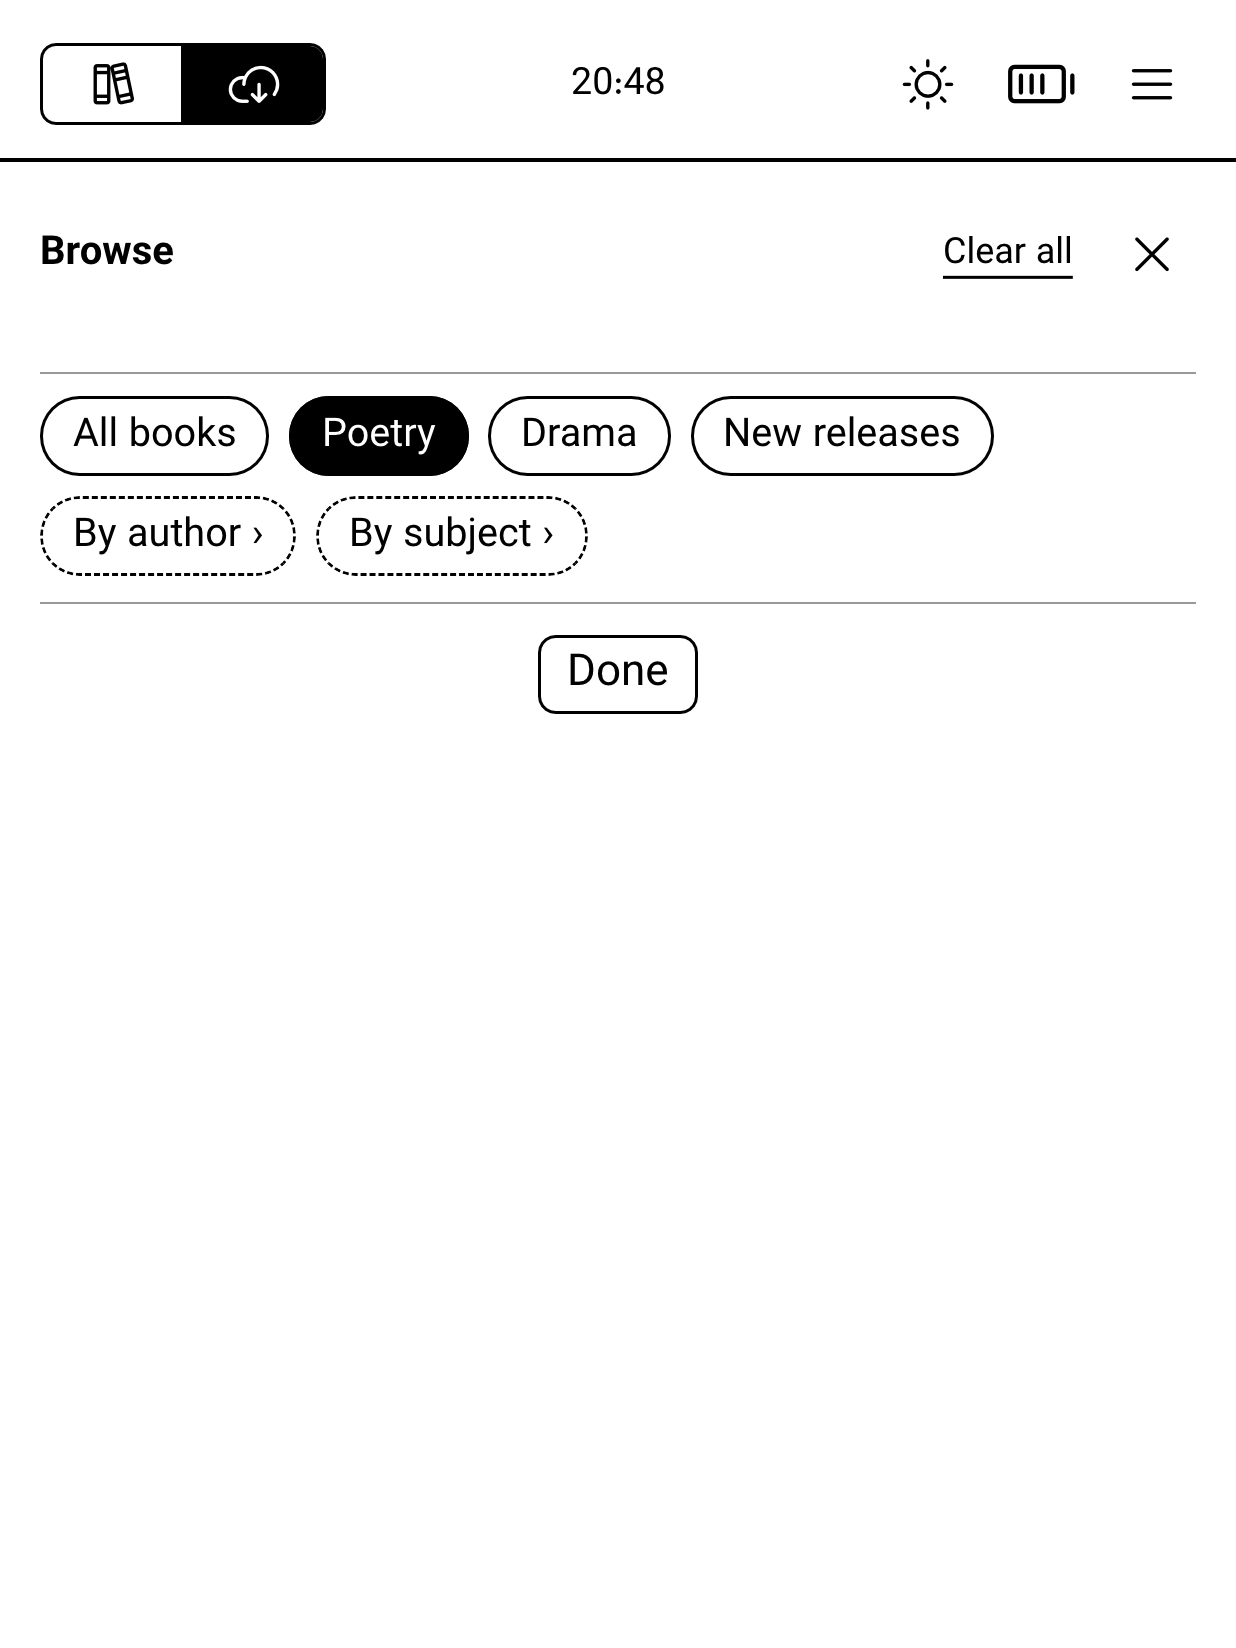 20:48
Browse
Clear all
All books Poetry Drama New releases
By author › By subject ›
Done